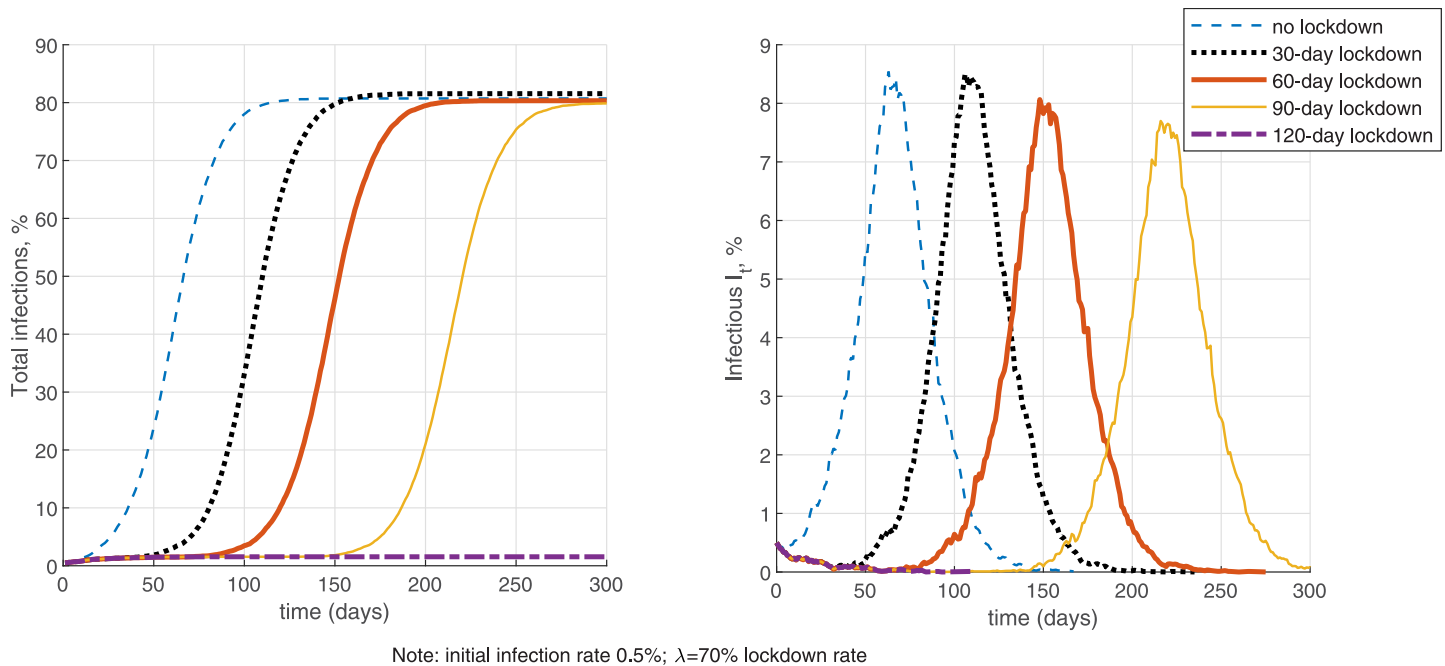 90
80
70
60
50
40
30
20
10
0
Total infections, %
0 50 100 150 200 250 300
time (days)
9
8
7
6
5
4
3
2
1
0
Infectious I_t, %
0 50 100 150 200 250 300
time (days)
no lockdown
30-day lockdown
60-day lockdown
90-day lockdown
120-day lockdown
Note: initial infection rate 0.5%; λ=70% lockdown rate